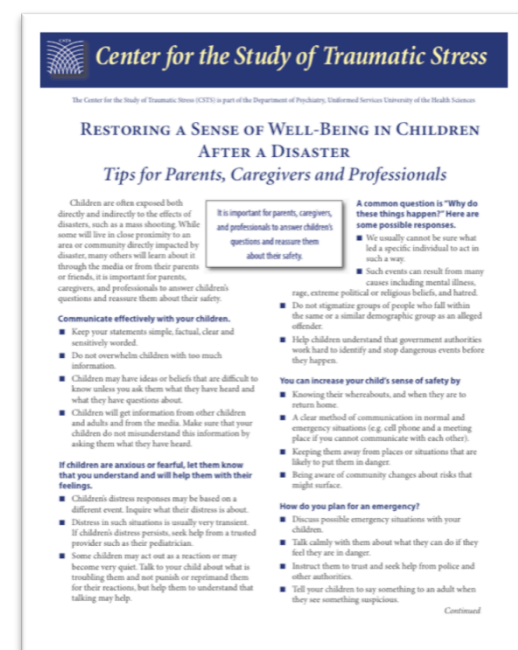 CSTS
Center for the Study of Traumatic Stress
The Center for the Study of Traumatic Stress (CSTS) is part of the Department of Psychiatry, Uniformed Services University of the Health Sciences
Restoring a Sense of Well-Being in Children
After a Disaster
Tips for Parents, Caregivers and Professionals
Children are often exposed both
directly and indirectly to the effects of
disasters, such as a mass shooting. While
some will live in close proximity to an
area or community directly impacted by
disaster, many others will learn about it
through the media or from their parents
or friends, it is important for parents,
caregivers, and professionals to answer children's
questions and reassure them about their safety.
Communicate effectively with your children.
■ Keep your statements simple, factual, clear and
sensitively worded.
■ Do not overwhelm children with too much
information.
■ Children may have ideas or beliefs that are difficult to
know unless you ask them what they have heard and
what they have questions about.
■ Children will get information from other children
and adults and from the media. Make sure that your
children do not misunderstand this information by
asking them what they have heard.
If children are anxious or fearful, let them know
that you understand and will help them with their
feelings.
■ Children's distress responses may be based on a
different event. Inquire what their distress is about.
■ Distress in such situations is usually very transient.
If children's distress persists, seek help from a trusted
provider such as their pediatrician.
■ Some children may act out as a reaction or may
become very quiet. Talk to your child about what is
troubling them and not punish or reprimand them
for their reactions, but help them to understand that
talking may help.
It is important for parents, caregivers,
and professionals to answer children's
questions and reassure them
about their safety.
A common question is "Why do
these things happen?" Here are
some possible responses.
■ We usually cannot be sure what
led a specific individual to act in
such a way.
■ Such events can result from many
causes including mental illness,
rage, extreme political or religious beliefs, and hatred.
■ Do not stigmatize groups of people who fall within
the same or a similar demographic group as an alleged
offender.
■ Help children understand that government authorities
work hard to identify and stop dangerous events before
they happen.
You can increase your child's sense of safety by
■ Knowing their whereabouts, and when they are to
return home.
■ A clear method of communication in normal and
emergency situations (e.g. cell phone and a meeting
place if you cannot communicate with each other).
■ Keeping them away from places or situations that are
likely to put them in danger.
■ Being aware of community changes about risks that
might surface.
How do you plan for an emergency?
■ Discuss possible emergency situations with your
children.
■ Talk calmly with them about what they can do if they
feel they are in danger.
■ Instruct them to trust and seek help from police and
other authorities.
■ Tell your children to say something to an adult when
they see something suspicious.
Continued